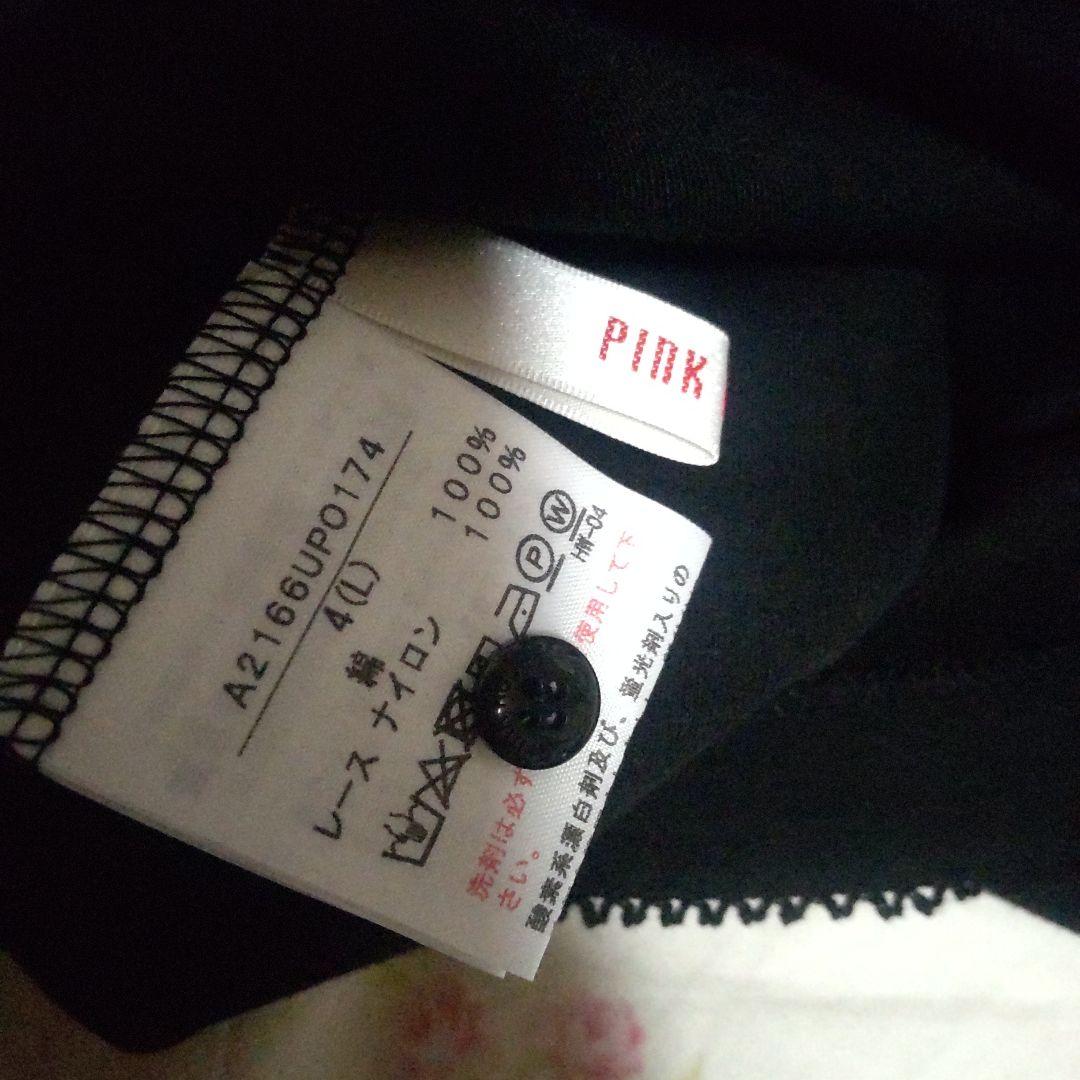 PINK
A2166UP0174
4(L)
綿 100%
レース ナイロン 100%
P W
HW-04
洗剤は必ず 使用して下
さい。
酸素系漂白剤及び、蛍光剤入りの